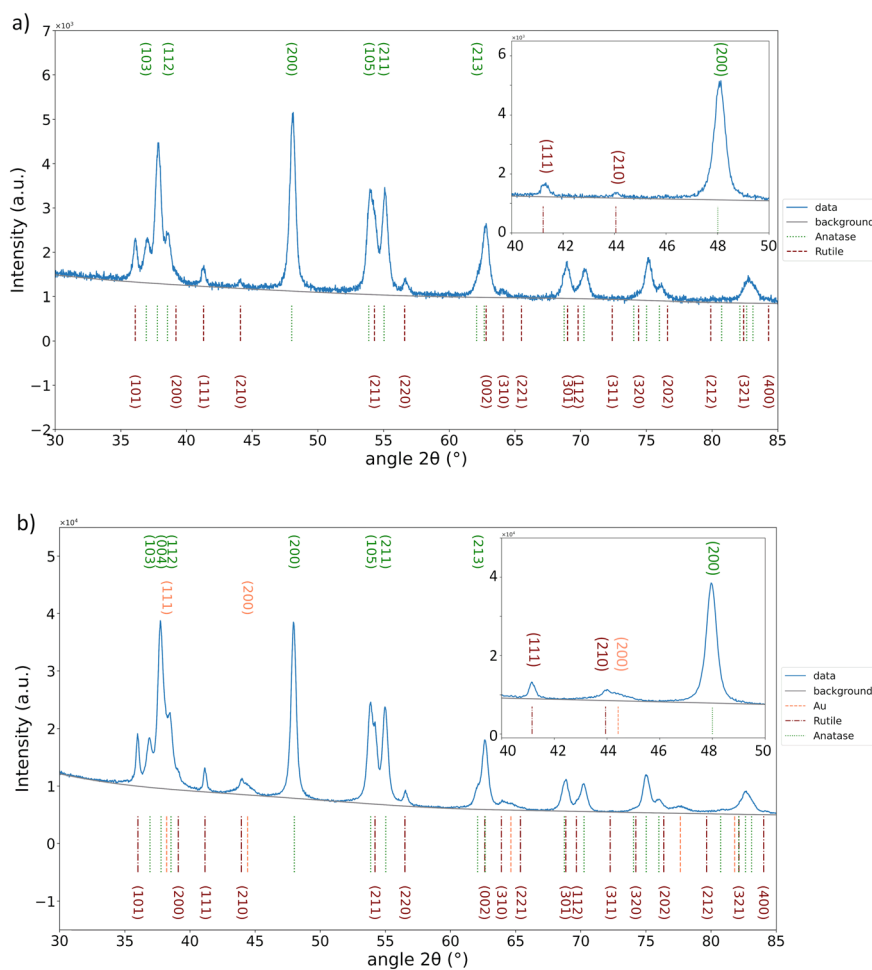 a)
×10³
(103) (112) (200) (105) (211) (213)
7
6
5
4
3
2
1
0
−1
−2
Intensity (a.u.)
×10³
6
4
2
0
(111) (210) (200)
40 42 44 46 48 50
data
background
Anatase
Rutile
(101) (200) (111) (210) (211) (220) (002) (310) (221) (301) (112) (311) (320) (202) (212) (321) (400)
30 35 40 45 50 55 60 65 70 75 80 85
angle 2θ (°)
b)
×10⁴
(103) (004) (112) (200) (105) (211) (213)
(111) (200)
5
4
3
2
1
0
−1
Intensity (a.u.)
×10⁴
4
2
0
(111) (210) (200) (200)
40 42 44 46 48 50
data
background
Au
Rutile
Anatase
(101) (200) (111) (210) (211) (220) (002) (310) (221) (301) (112) (311) (320) (202) (212) (321) (400)
30 35 40 45 50 55 60 65 70 75 80 85
angle 2θ (°)